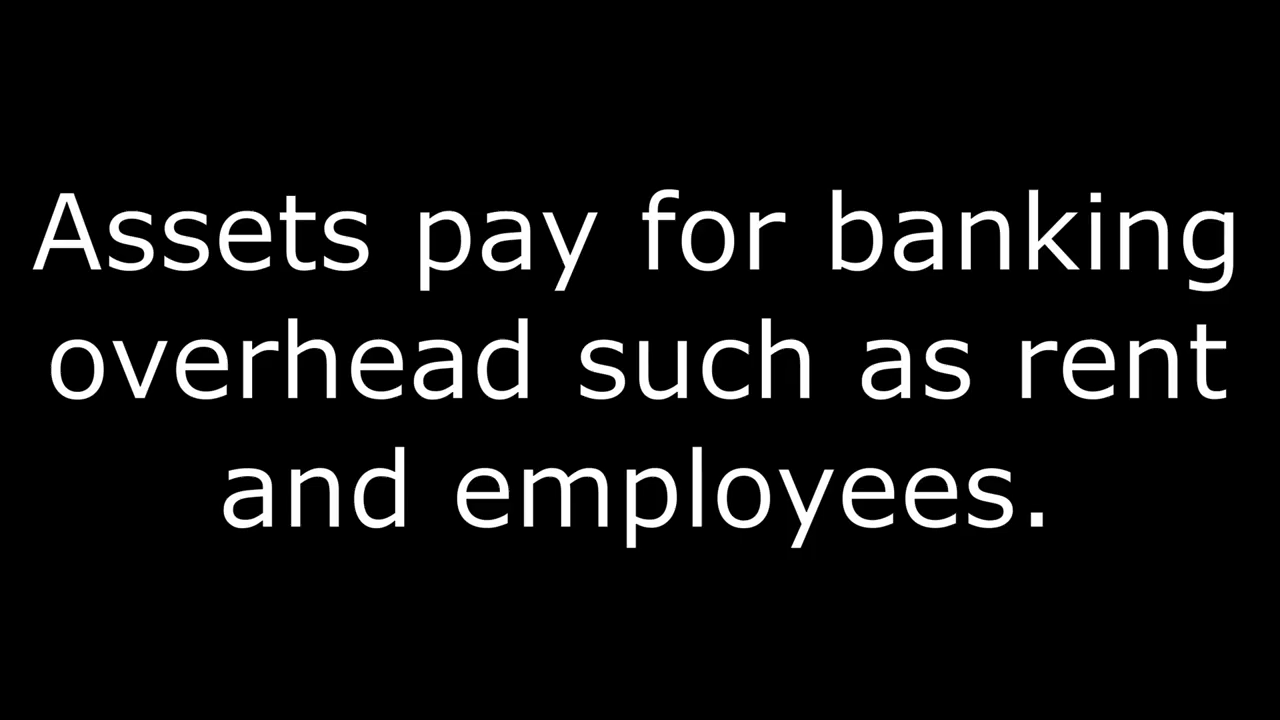 Assets pay for banking
overhead such as rent
and employees.